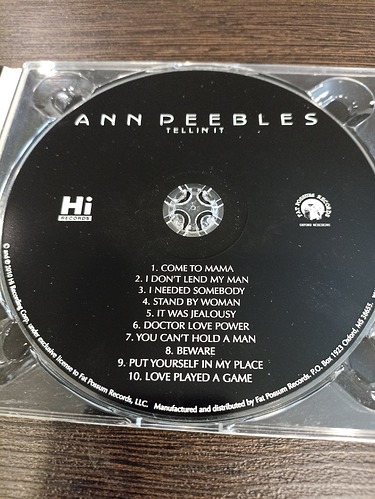 ANN PEEBLES
TELLIN IT
Hi
RECORDS
FAT POSSUM RECORDS
OXFORD MISSISSIPPI
1. COME TO MAMA
2. I DON'T LEND MY MAN
3. I NEEDED SOMEBODY
4. STAND BY WOMAN
5. IT WAS JEALOUSY
6. DOCTOR LOVE POWER
7. YOU CAN'T HOLD A MAN
8. BEWARE
9. PUT YOURSELF IN MY PLACE
10. LOVE PLAYED A GAME
under exclusive license to Fat Possum Records, LLC. Manufactured and distributed by Fat Possum Records, P.O. Box 1923 Oxford, MS 38655.